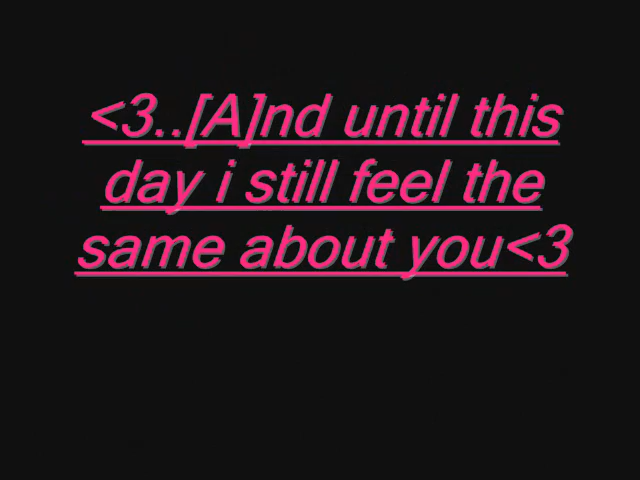 <3..[A]nd until this
day i still feel the
same about you<3